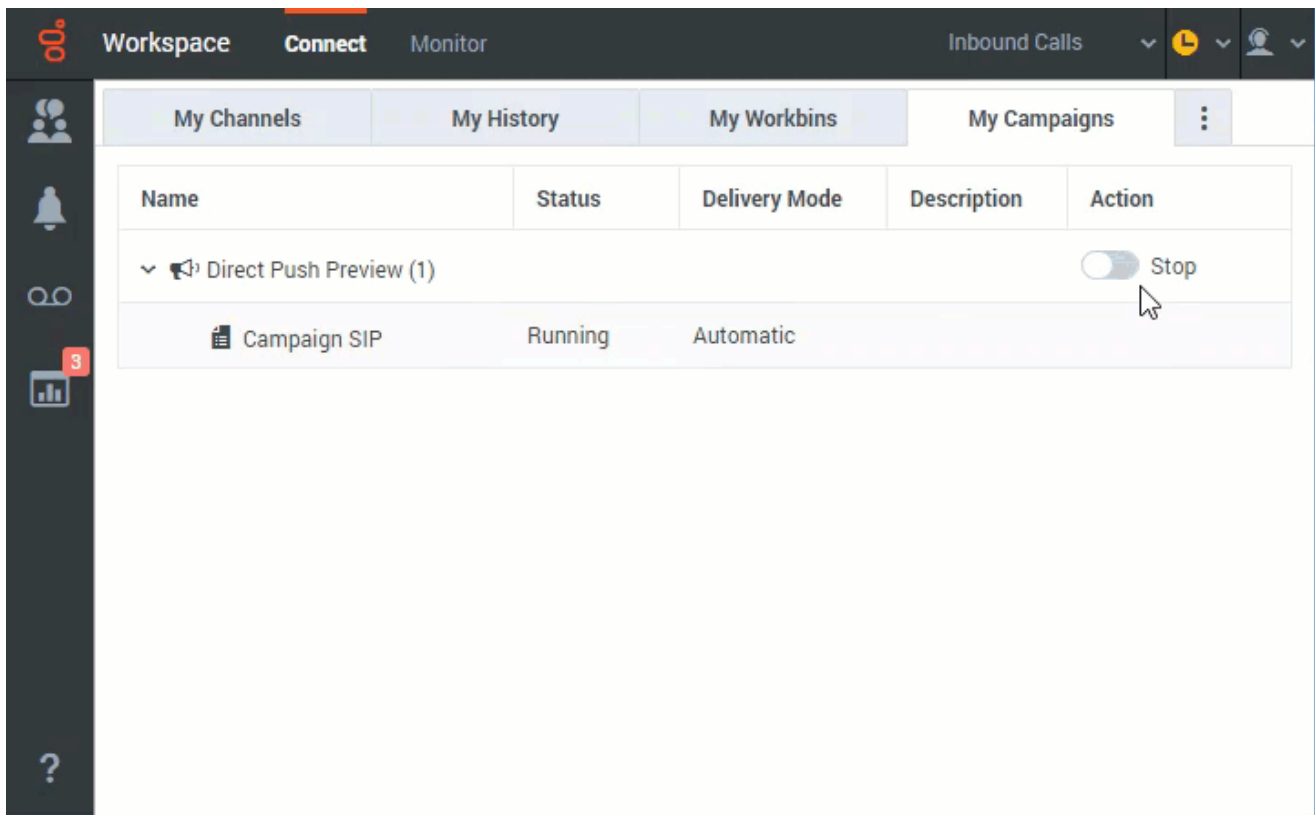 Workspace Connect Monitor Inbound Calls
My Channels My History My Workbins My Campaigns
Name Status Delivery Mode Description Action
Direct Push Preview (1) Stop
Campaign SIP Running Automatic
3
?